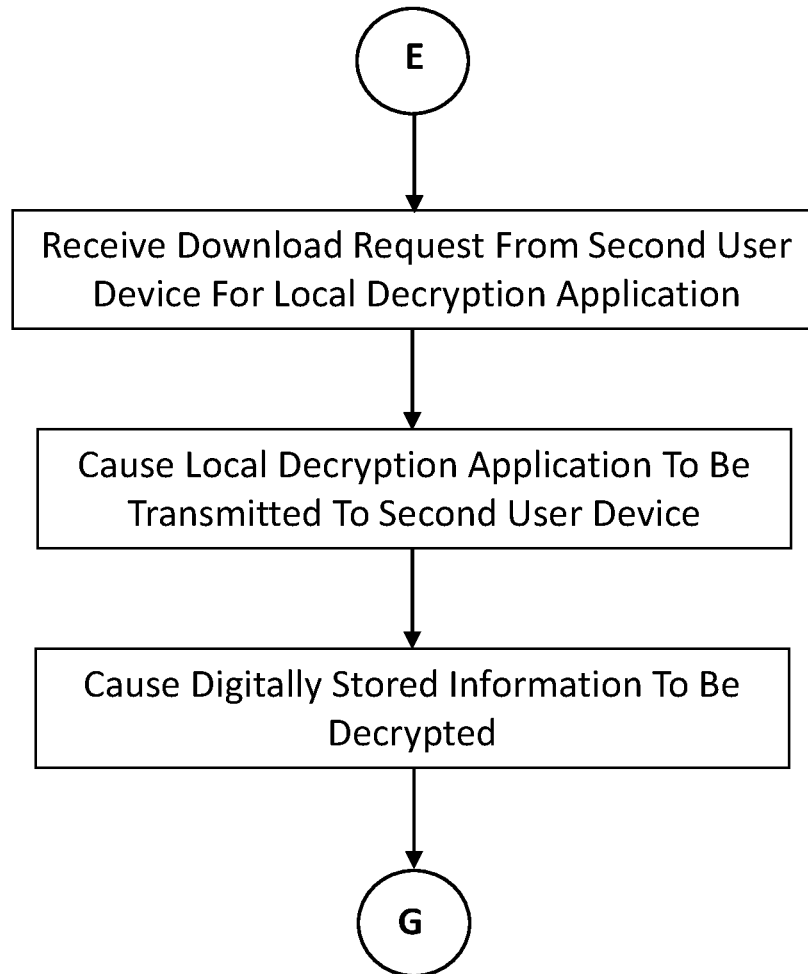 E
Receive Download Request From Second User
Device For Local Decryption Application
Cause Local Decryption Application To Be
Transmitted To Second User Device
Cause Digitally Stored Information To Be
Decrypted
G